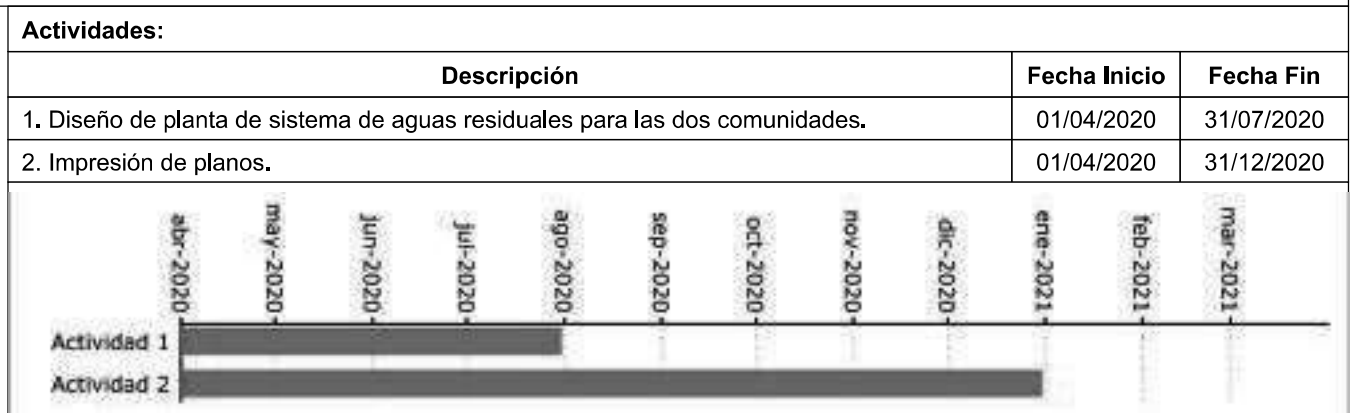 Actividades:
Descripción Fecha Inicio Fecha Fin
1. Diseño de planta de sistema de aguas residuales para las dos comunidades. 01/04/2020 31/07/2020
2. Impresión de planos. 01/04/2020 31/12/2020
abr-2020 may-2020 jun-2020 jul-2020 ago-2020 sep-2020 oct-2020 nov-2020 dic-2020 ene-2021 feb-2021 mar-2021
Actividad 1
Actividad 2